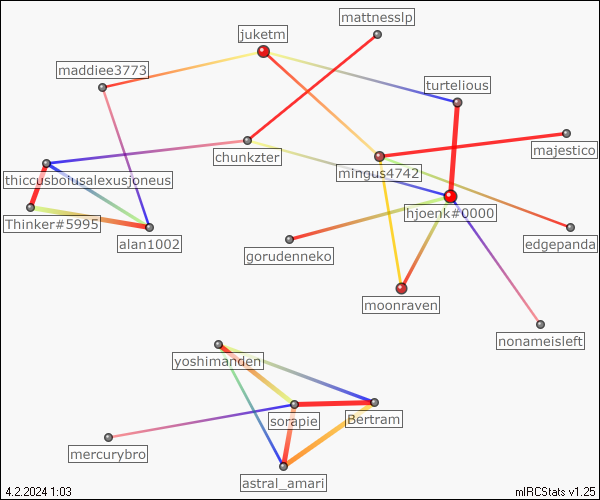 mattnesslp
juketm
maddiee3773
turtelious
chunkzter
majestico
mingus4742
thiccusboiusalexusjoneus
hjoenk#0000
Thinker#5995
alan1002
edgepanda
gorudenneko
moonraven
nonameisleft
yoshimanden
sorapie
Bertram
mercurybro
astral_amari
4.2.2024 1:03
mIRCStats v1.25